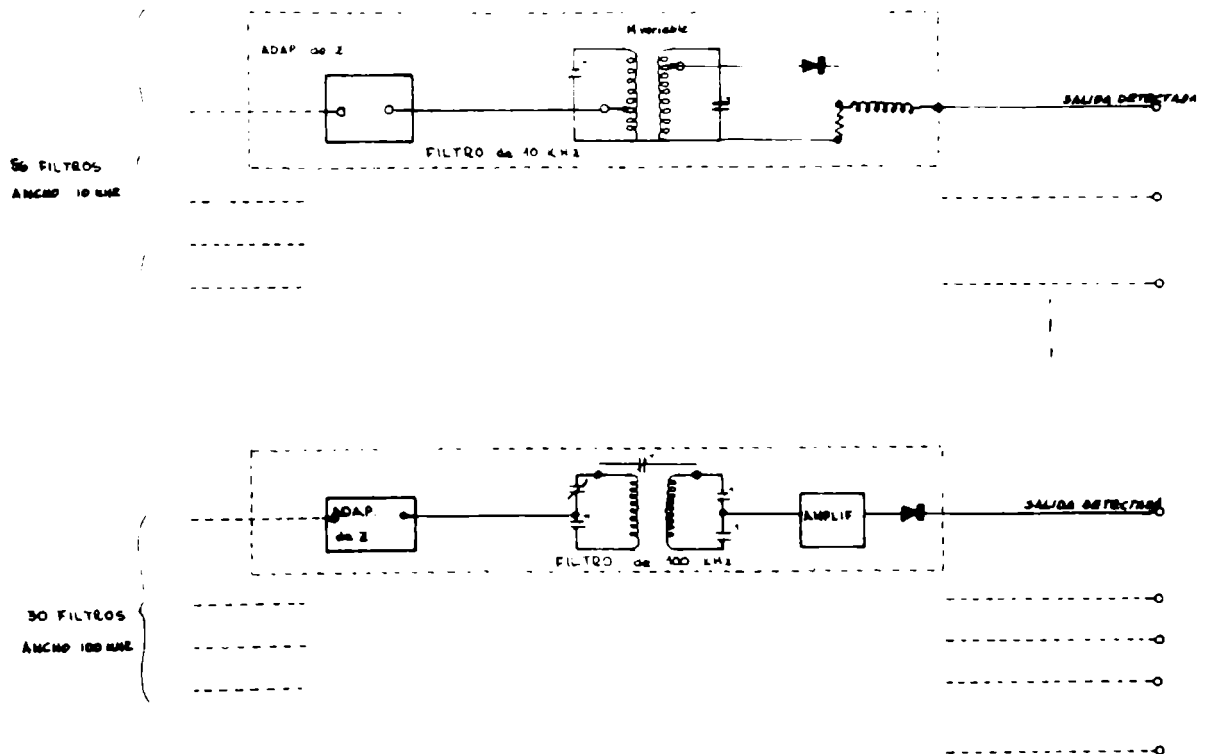 M variable
ADAP de Z
SALIDA DETECTADA
FILTRO de 10 KHz
56 FILTROS
ANCHO 10 KHZ
ADAP.
de Z
AMPLIF
SALIDA DETECTADA
FILTRO de 100 KHz
30 FILTROS
ANCHO 100 KHZ